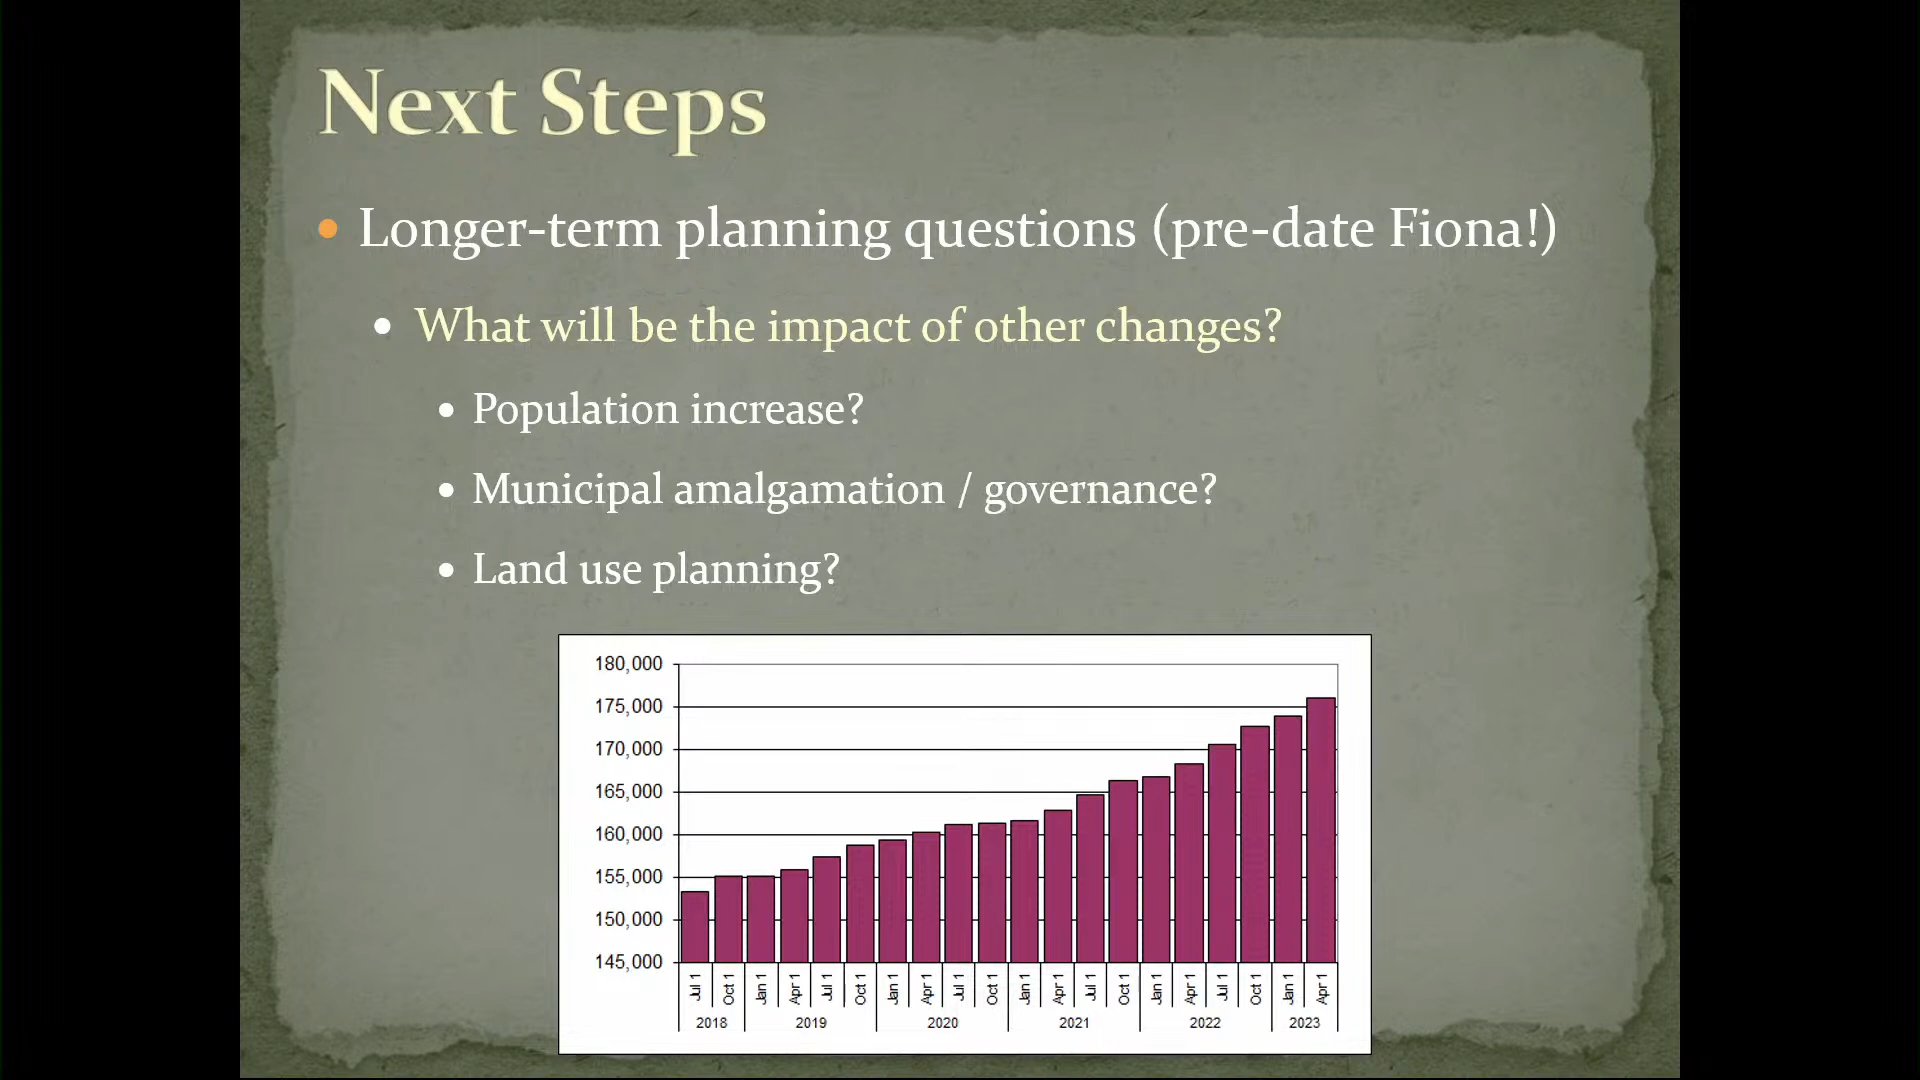 Next Steps
Longer-term planning questions (pre-date Fiona!)
What will be the impact of other changes?
Population increase?
Municipal amalgamation / governance?
Land use planning?
180,000
175,000
170,000
165,000
160,000
155,000
150,000
145,000
Jul 1 Oct 1 Jan 1 Apr 1 Jul 1 Oct 1 Jan 1 Apr 1 Jul 1 Oct 1 Jan 1 Apr 1 Jul 1 Oct 1 Jan 1 Apr 1 Jul 1 Oct 1 Jan 1 Apr 1
2018 2019 2020 2021 2022 2023